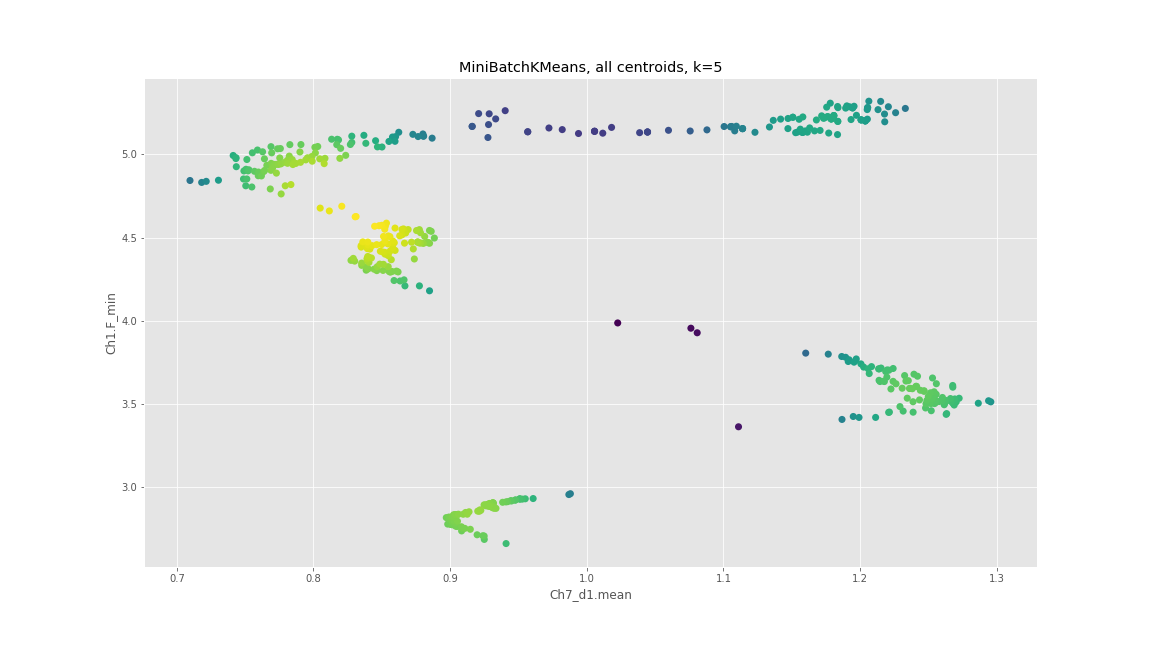 MiniBatchKMeans, all centroids, k=5
5.0
4.5
4.0
3.5
3.0
Ch1.F_min
0.7 0.8 0.9 1.0 1.1 1.2 1.3
Ch7_d1.mean